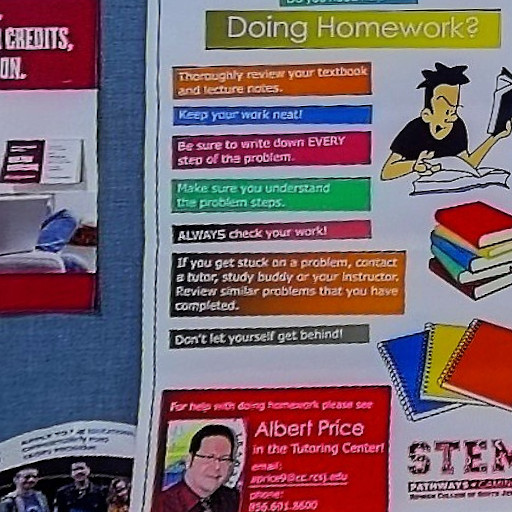 CREDITS,
ON.
Do you need
Doing Homework?
Thoroughly review your textbook
and lecture notes.
Keep your work neat!
Be sure to write down EVERY
step of the problem.
Make sure you understand
the problem steps.
ALWAYS check your work!
If you get stuck on a problem, contact
a tutor, study buddy or your instructor.
Review similar problems that you have
completed.
Don't let yourself get behind!
For help with doing homework please see
Albert Price
in the Tutoring Center!
email:
aprice9@cc.rcsj.edu
phone:
856.601.8600
STEM
PATHWAYS